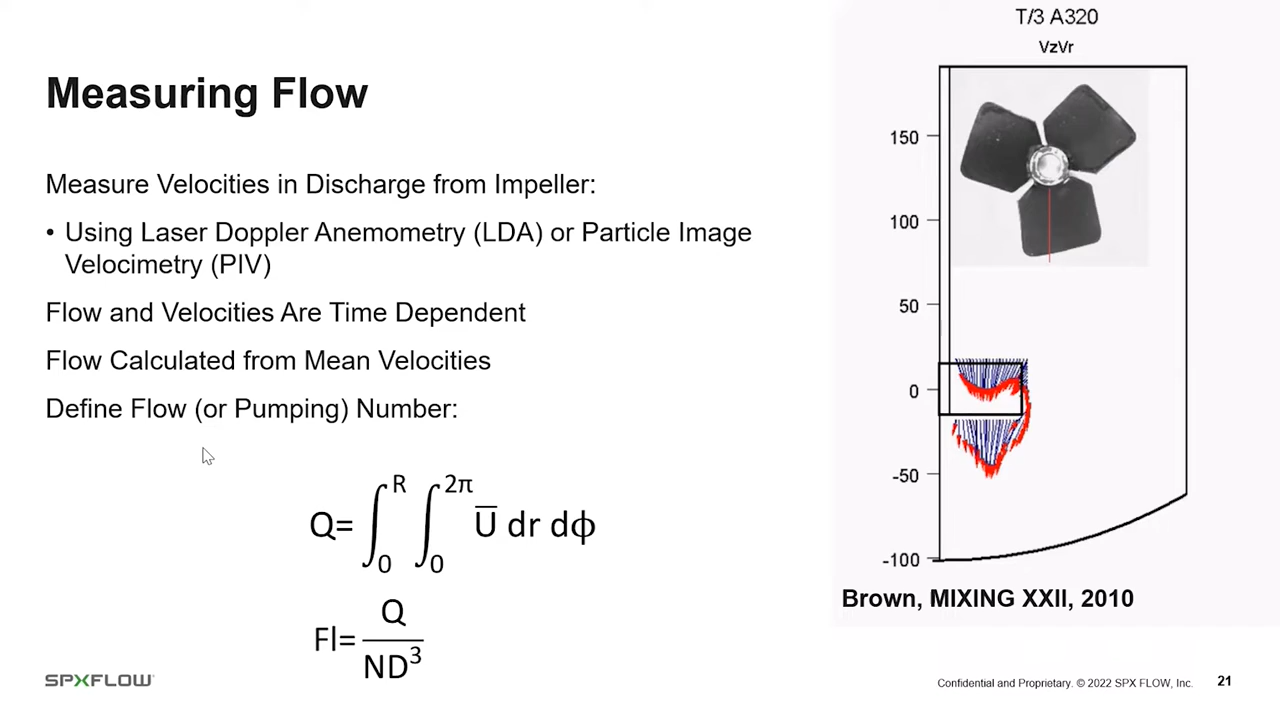 T/3 A320
VzVr
Measuring Flow
Measure Velocities in Discharge from Impeller:
• Using Laser Doppler Anemometry (LDA) or Particle Image
Velocimetry (PIV)
Flow and Velocities Are Time Dependent
Flow Calculated from Mean Velocities
Define Flow (or Pumping) Number:
Q= ∫₀ᴿ ∫₀²π U̅ dr dϕ
Fl= Q
ND³
150
100
50
0
-50
-100
Brown, MIXING XXII, 2010
SPXFLOW
Confidential and Proprietary. © 2022 SPX FLOW, Inc. 21